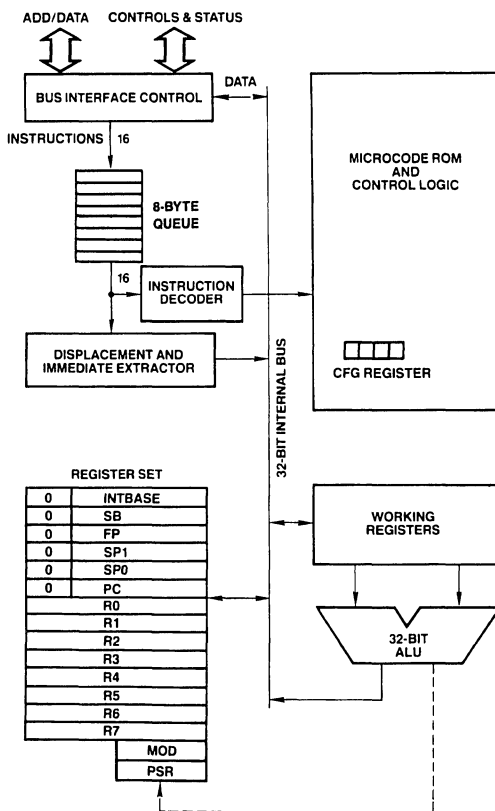 ADD/DATA
CONTROLS & STATUS
BUS INTERFACE CONTROL
DATA
INSTRUCTIONS
16
8-BYTE
QUEUE
16
INSTRUCTION
DECODER
DISPLACEMENT AND
IMMEDIATE EXTRACTOR
MICROCODE ROM
AND
CONTROL LOGIC
CFG REGISTER
32-BIT INTERNAL BUS
REGISTER SET
0 INTBASE
0 SB
0 FP
0 SP1
0 SP0
0 PC
R0
R1
R2
R3
R4
R5
R6
R7
MOD
PSR
WORKING
REGISTERS
32-BIT
ALU